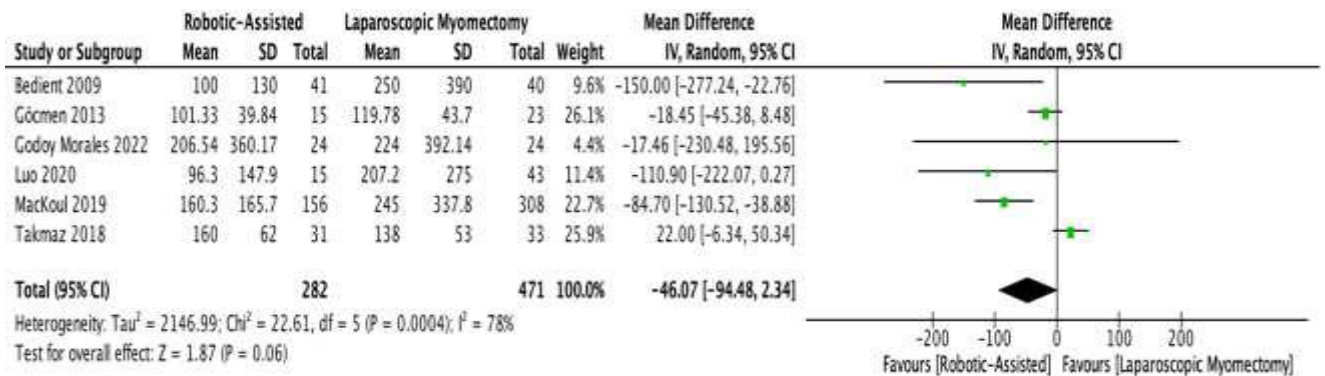 Robotic-Assisted Laparoscopic Myomectomy Mean Difference Mean Difference
Study or Subgroup Mean SD Total Mean SD Total Weight IV, Random, 95% CI IV, Random, 95% CI
Bedient 2009 100 130 41 250 390 40 9.6% -150.00 [-277.24, -22.76]
Göcmen 2013 101.33 39.84 15 119.78 43.7 23 26.1% -18.45 [-45.38, 8.48]
Godoy Morales 2022 206.54 360.17 24 224 392.14 24 4.4% -17.46 [-230.48, 195.56]
Luo 2020 96.3 147.9 15 207.2 275 43 11.4% -110.90 [-222.07, 0.27]
MacKoul 2019 160.3 165.7 156 245 337.8 308 22.7% -84.70 [-130.52, -38.88]
Takmaz 2018 160 62 31 138 53 33 25.9% 22.00 [-6.34, 50.34]
Total (95% CI) 282 471 100.0% -46.07 [-94.48, 2.34]
Heterogeneity: Tau² = 2146.99; Chi² = 22.61, df = 5 (P = 0.0004); I² = 78%
Test for overall effect: Z = 1.87 (P = 0.06)
-200 -100 0 100 200
Favours [Robotic-Assisted] Favours [Laparoscopic Myomectomy]